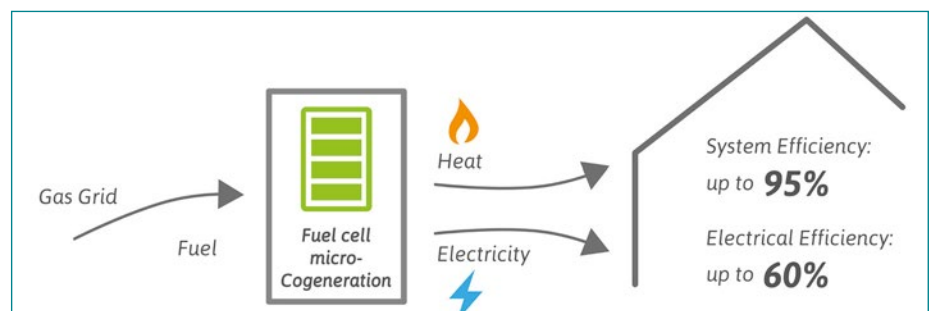 Gas Grid
Fuel
Fuel cell
micro-
Cogeneration
Heat
Electricity
System Efficiency:
up to 95%
Electrical Efficiency:
up to 60%